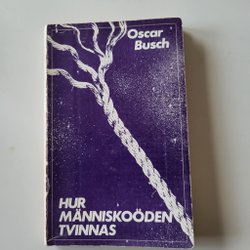 Oscar
Busch
HUR
MÄNNISKOÖDEN
TVINNAS